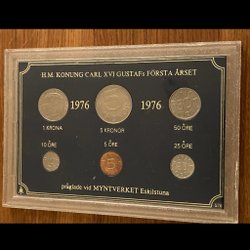 H.M. KONUNG CARL XVI GUSTAFs FÖRSTA ÅRSET
1976 1976
1 KRONA 5 KRONOR 50 ÖRE
10 ÖRE 5 ÖRE 25 ÖRE
präglade vid MYNTVERKET Eskilstuna